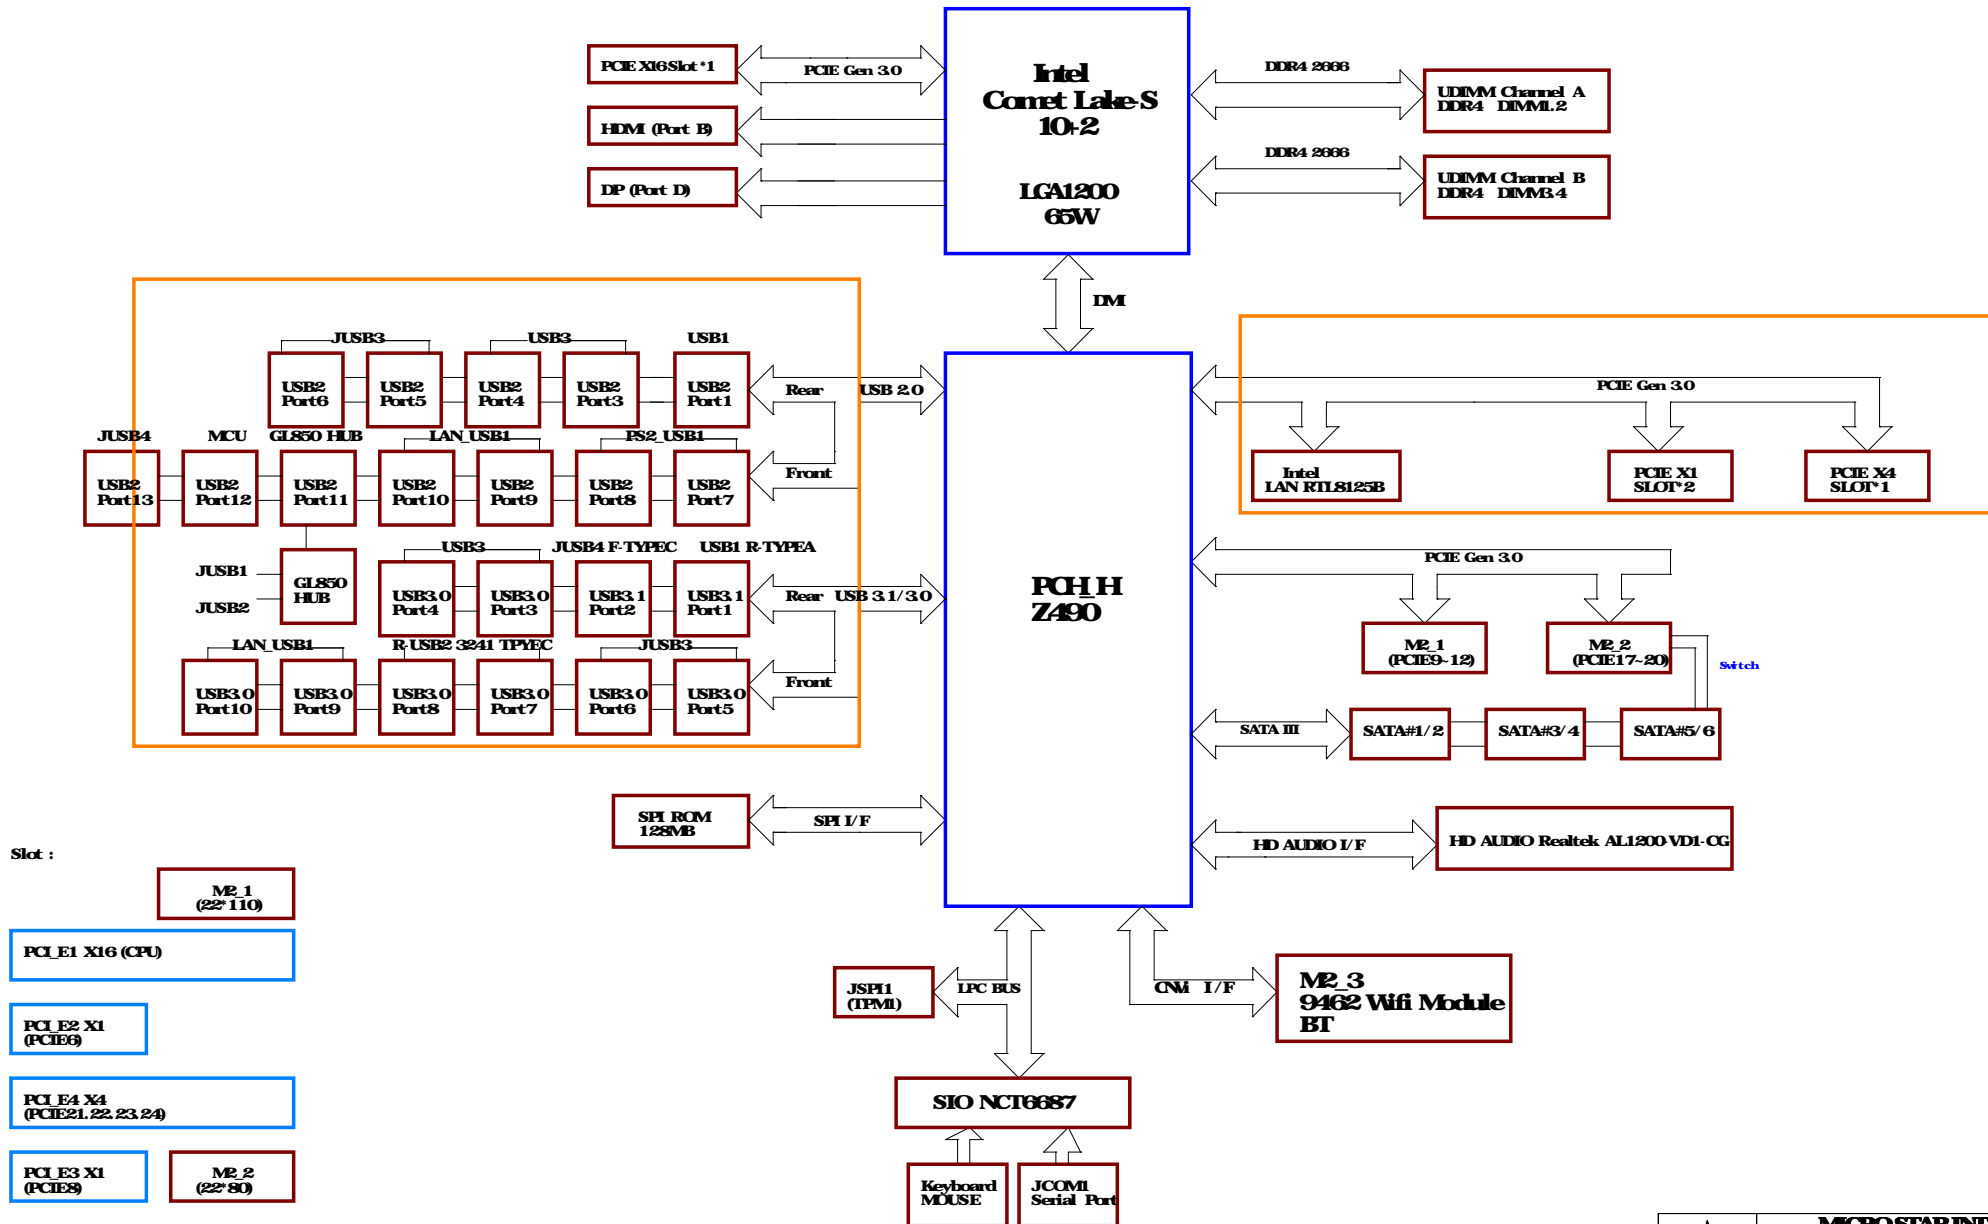 PCIE X16 Slot *1
PCIE Gen 3.0
HDMI (Port B)
DP (Port D)
Intel
Comet Lake-S
10+2
LGA1200
65W
DDR4 2666
UDIMM Channel A
DDR4 DIMM1.2
DDR4 2666
UDIMM Channel B
DDR4 DIMM3.4
DMI
JUSB3
USB3
USB1
USB2
Port6
USB2
Port5
USB2
Port4
USB2
Port3
USB2
Port1
Rear
USB 2.0
JUSB4
MCU
GL850 HUB
LAN_USB1
PS2_USB1
USB2
Port13
USB2
Port12
USB2
Port11
USB2
Port10
USB2
Port9
USB2
Port8
USB2
Port7
Front
USB3
JUSB4 F-TYPEC
USB1 R-TYPEA
JUSB1
JUSB2
GL850
HUB
USB3.0
Port4
USB3.0
Port3
USB3.1
Port2
USB3.1
Port1
Rear
USB 3.1/3.0
LAN_USB1
R-USB2 3241 TPYEC
JUSB3
USB3.0
Port10
USB3.0
Port9
USB3.0
Port8
USB3.0
Port7
USB3.0
Port6
USB3.0
Port5
Front
PCH_H
Z490
PCIE Gen 3.0
Intel
LAN RTL8125B
PCIE X1
SLOT*2
PCIE X4
SLOT*1
PCIE Gen 3.0
M2_1
(PCIE9~12)
M2_2
(PCIE17~20)
Switch
SATA III
SATA#1/2
SATA#3/4
SATA#5/6
SPI ROM
128MB
SPI I/F
HD AUDIO I/F
HD AUDIO Realtek AL1200-VD1-CG
Slot :
M2_1
(22*110)
PCI_E1 X16 (CPU)
PCI_E2 X1
(PCIE6)
PCI_E4 X4
(PCIE21.22.23.24)
PCI_E3 X1
(PCIE8)
M2_2
(22*80)
JSPI1
(TPM1)
LPC BUS
CNVi I/F
M2_3
9462 Wifi Module
BT
SIO NCT6687
Keyboard
MOUSE
JCOM1
Serial Port